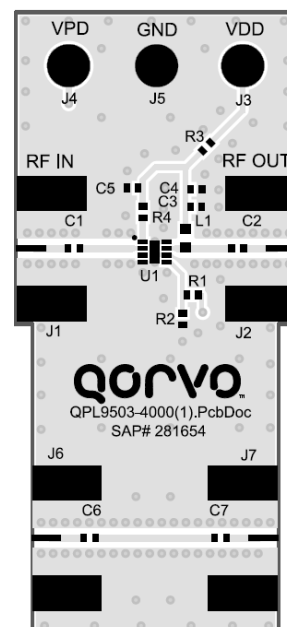 VPD GND VDD
J4 J5 J3
R3
RF IN RF OUT
C5 C4
C3
R4
C1 L1 C2
U1
R1
R2
J1 J2
QORVO
™
QPL9503-4000(1).PcbDoc
SAP# 281654
J6 J7
C6 C7